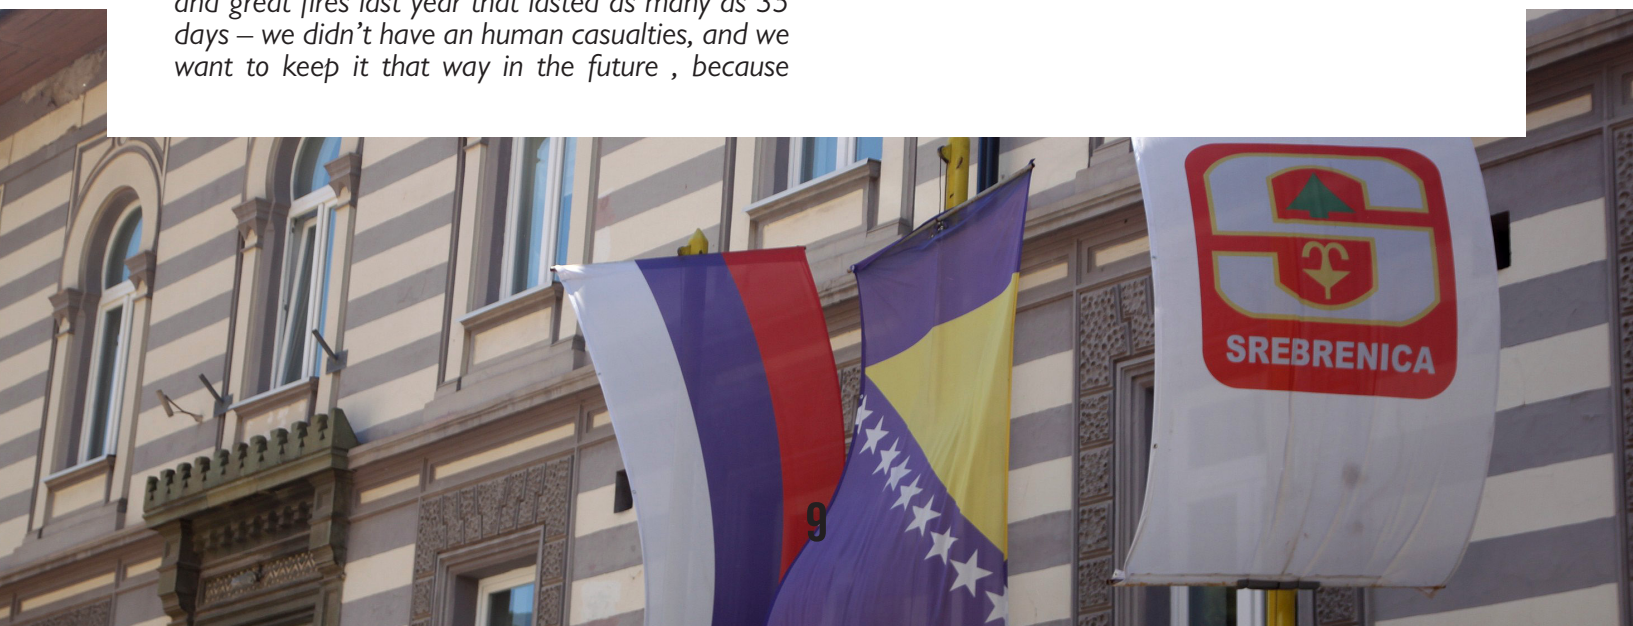 and great fires last year that lasted as many as 35
days – we didn't have an human casualties, and we
want to keep it that way in the future , because
SREBRENICA
9